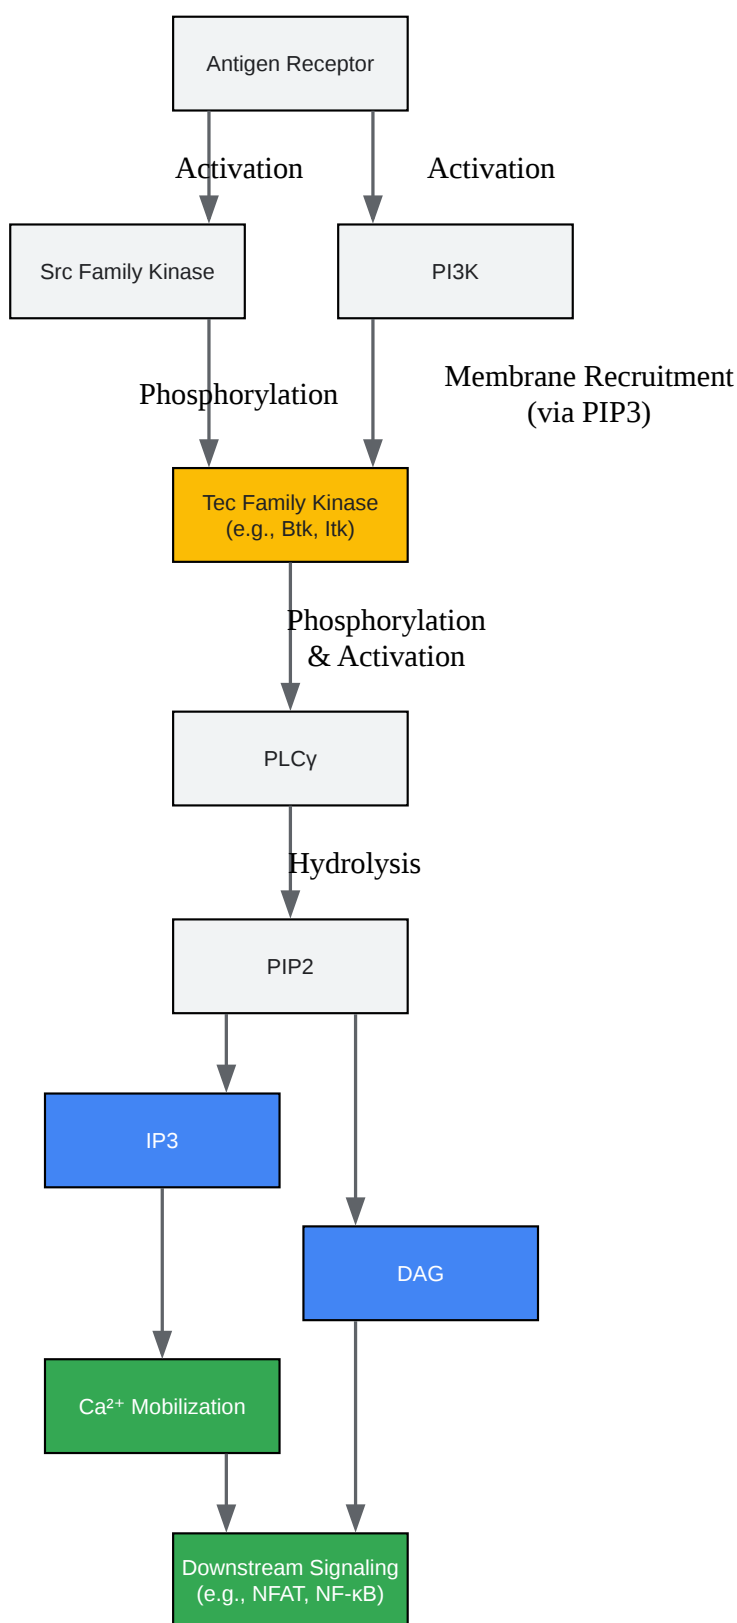 Antigen Receptor
Activation
Activation
Src Family Kinase
PI3K
Phosphorylation
Membrane Recruitment
(via PIP3)
Tec Family Kinase
(e.g., Btk, Itk)
Phosphorylation
& Activation
PLCγ
Hydrolysis
PIP2
IP3
DAG
Ca²⁺ Mobilization
Downstream Signaling
(e.g., NFAT, NF-κB)